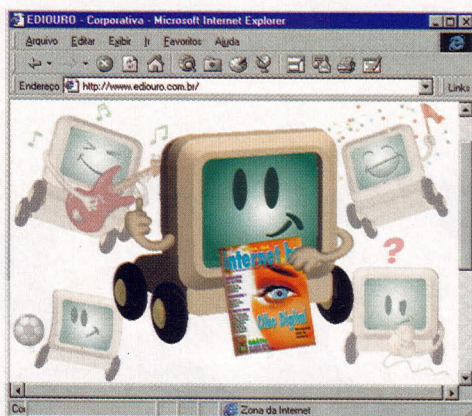 EDIOURO - Corporativa - Microsoft Internet Explorer
Arquivo Editar Exibir Ir Favoritos Ajuda
Endereço http://www.ediouro.com.br/ Links
?
internet
Olho Digital
Zona da Internet